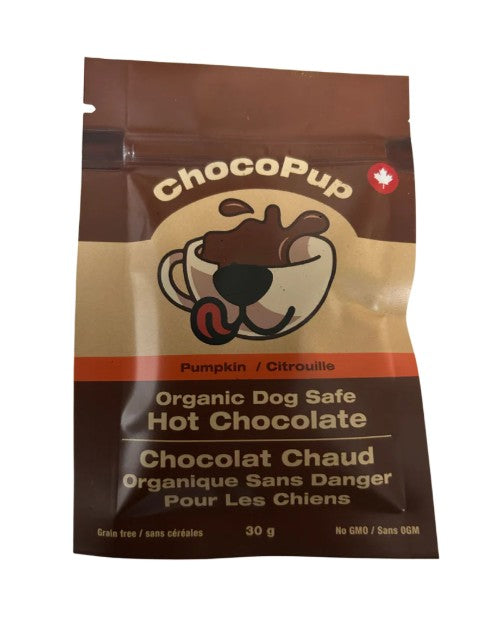 ChocoPup
Pumpkin / Citrouille
Organic Dog Safe
Hot Chocolate
Chocolat Chaud
Organique Sans Danger
Pour Les Chiens
Grain free / sans céréales 30 g No GMO / Sans OGM